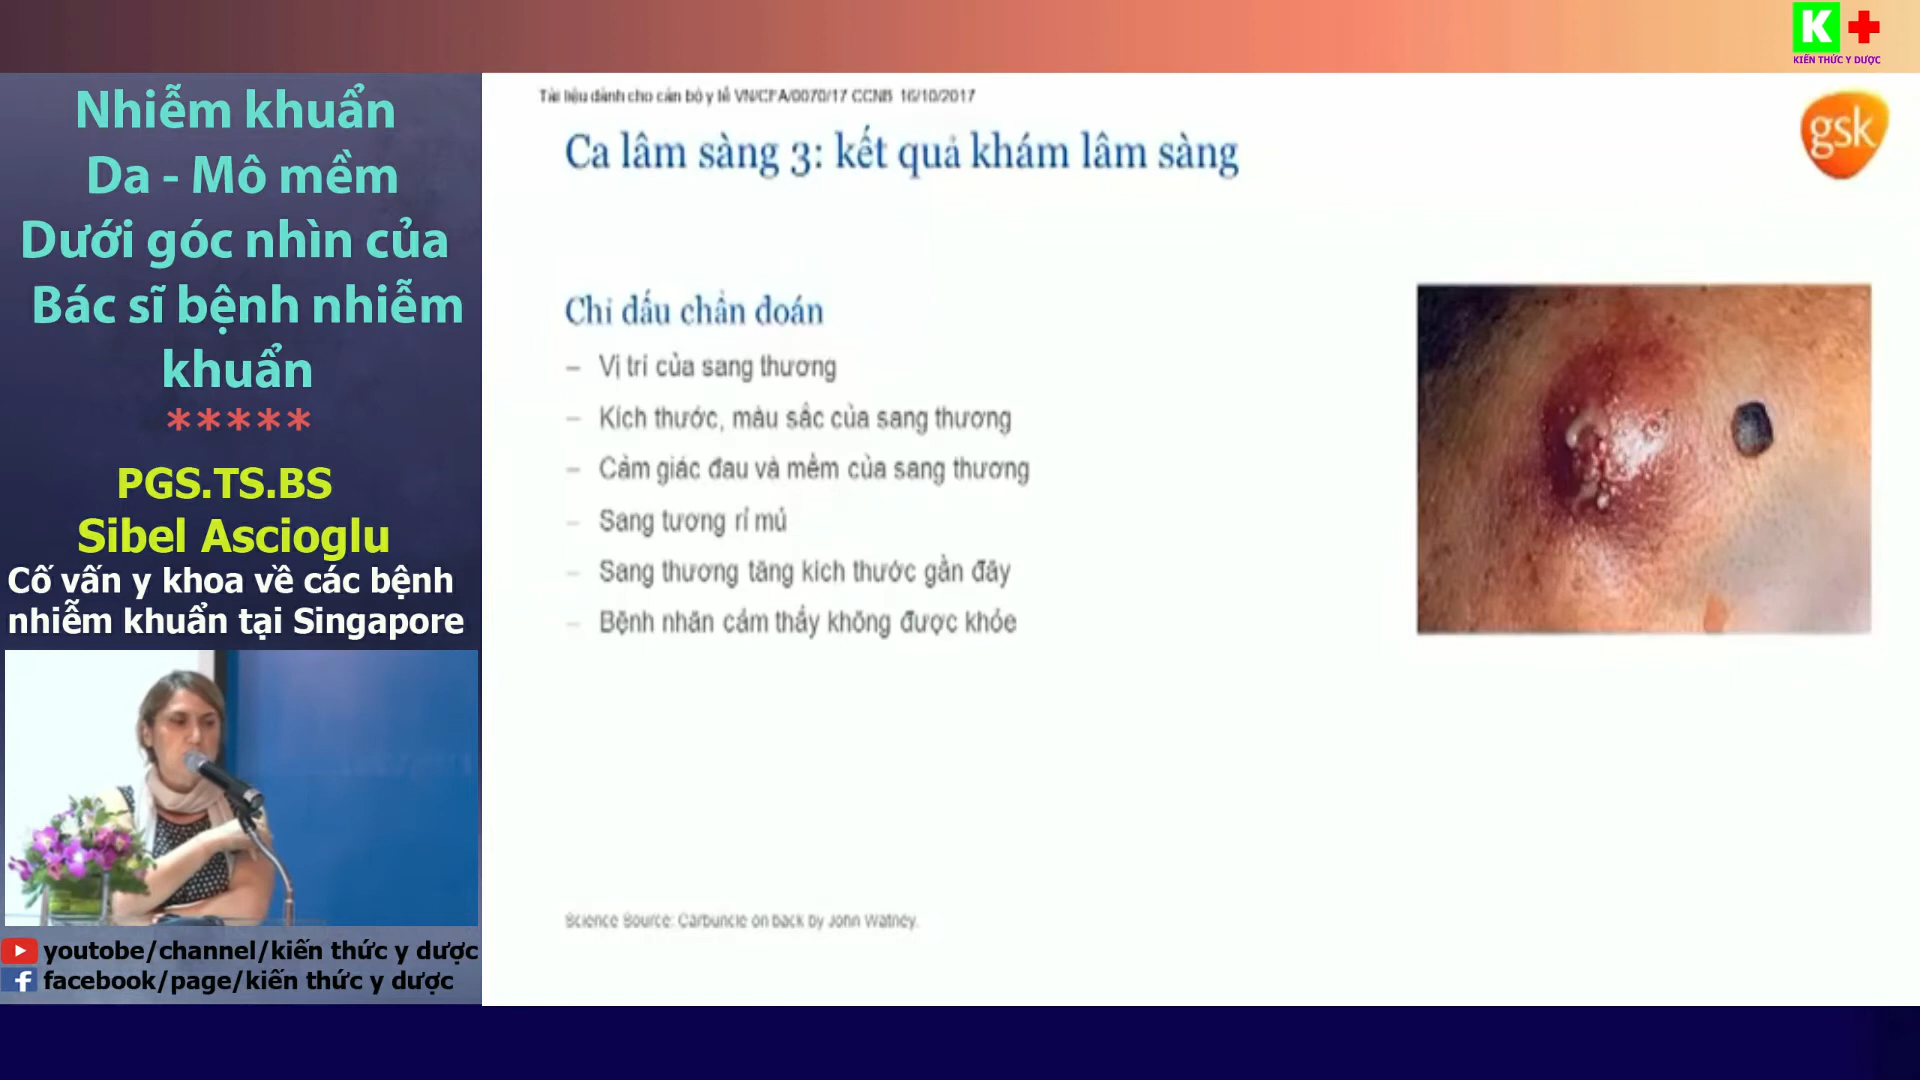 K
KIẾN THỨC Y DƯỢC
Nhiễm khuẩn
Da - Mô mềm
Dưới góc nhìn của
Bác sĩ bệnh nhiễm
khuẩn
*****
PGS.TS.BS
Sibel Ascioglu
Cố vấn y khoa về các bệnh
nhiễm khuẩn tại Singapore
youtobe/channel/kiến thức y dược
facebook/page/kiến thức y dược
Tài liệu dành cho cán bộ y tế VN/CFA/0070/17 CCNB 16/10/2017
gsk
Ca lâm sàng 3: kết quả khám lâm sàng
Chỉ dấu chẩn đoán
– Vị trí của sang thương
– Kích thước, màu sắc của sang thương
– Cảm giác đau và mềm của sang thương
– Sang tương rỉ mủ
– Sang thương tăng kích thước gần đây
– Bệnh nhân cảm thấy không được khỏe
Science Source: Carbuncle on back by John Watney.